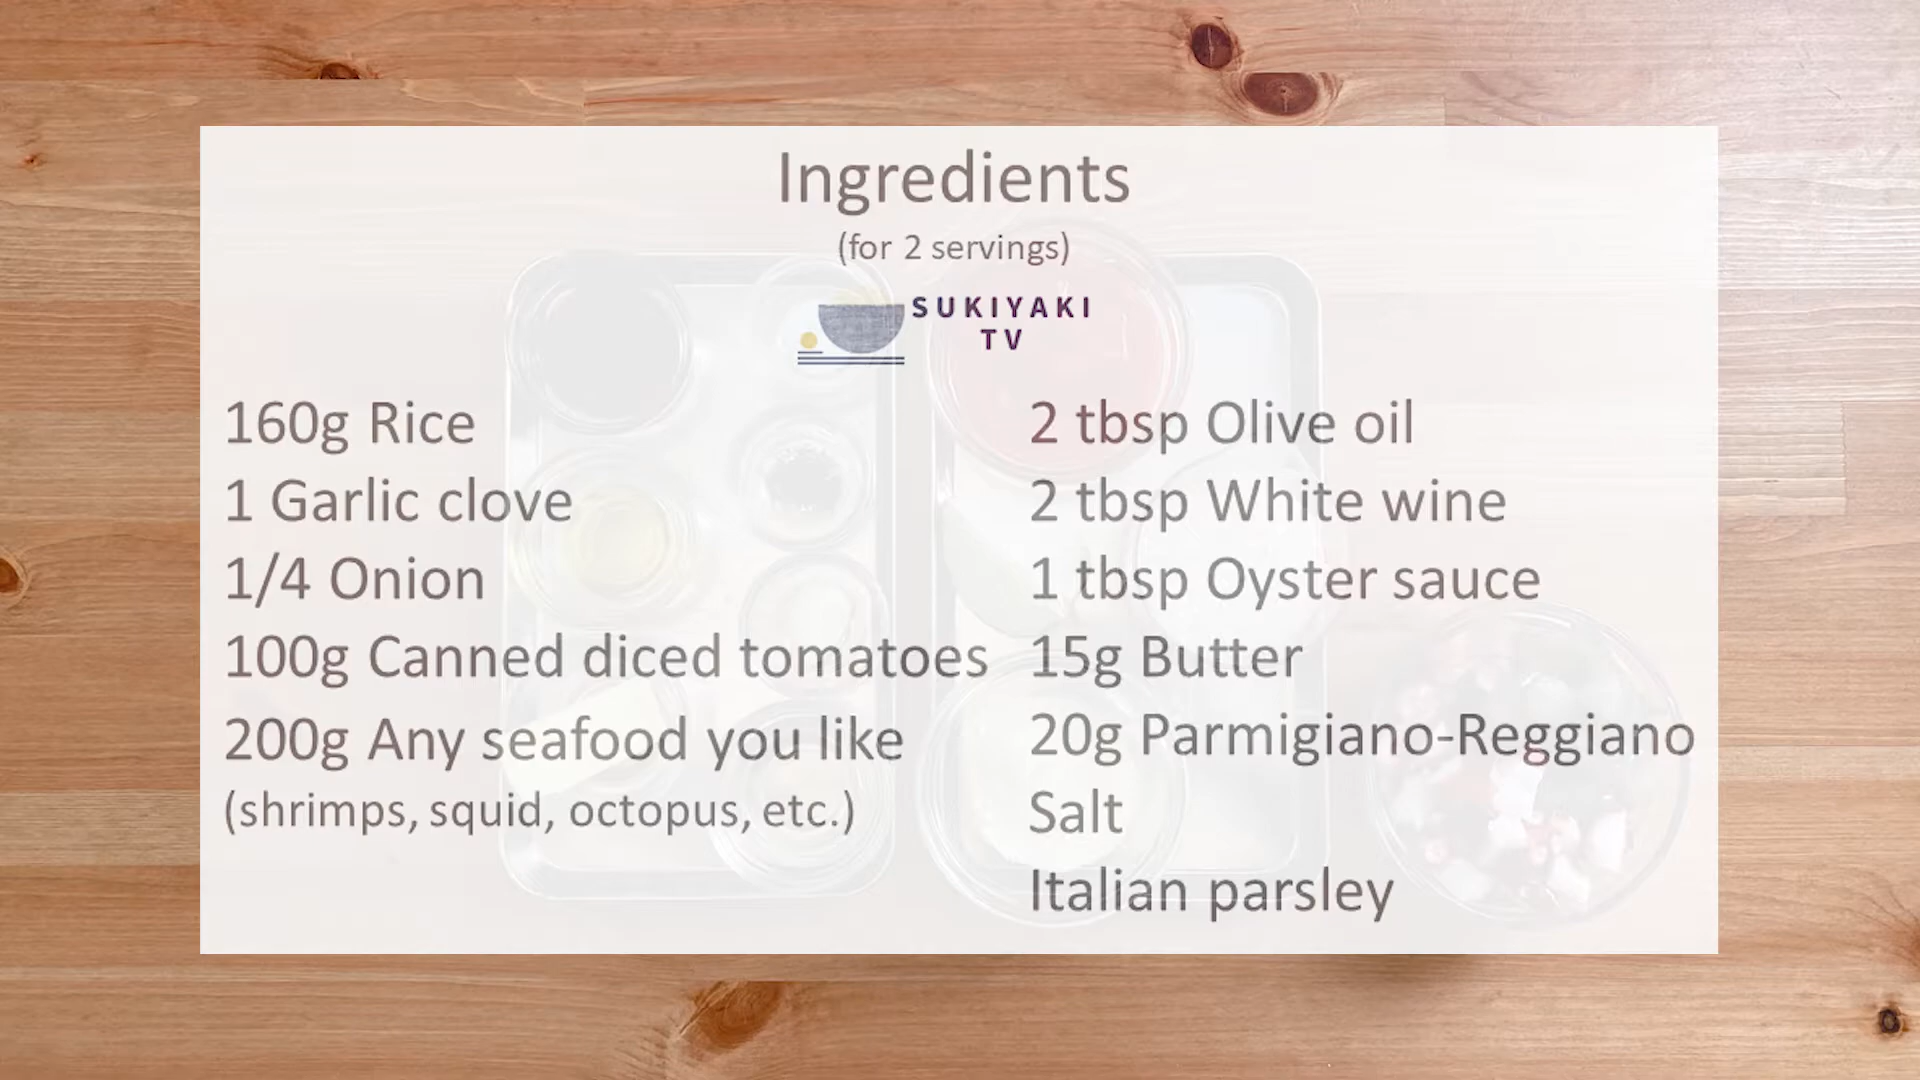 Ingredients
(for 2 servings)
SUKIYAKI
TV
160g Rice
1 Garlic clove
1/4 Onion
100g Canned diced tomatoes
200g Any seafood you like
(shrimps, squid, octopus, etc.)
2 tbsp Olive oil
2 tbsp White wine
1 tbsp Oyster sauce
15g Butter
20g Parmigiano-Reggiano
Salt
Italian parsley